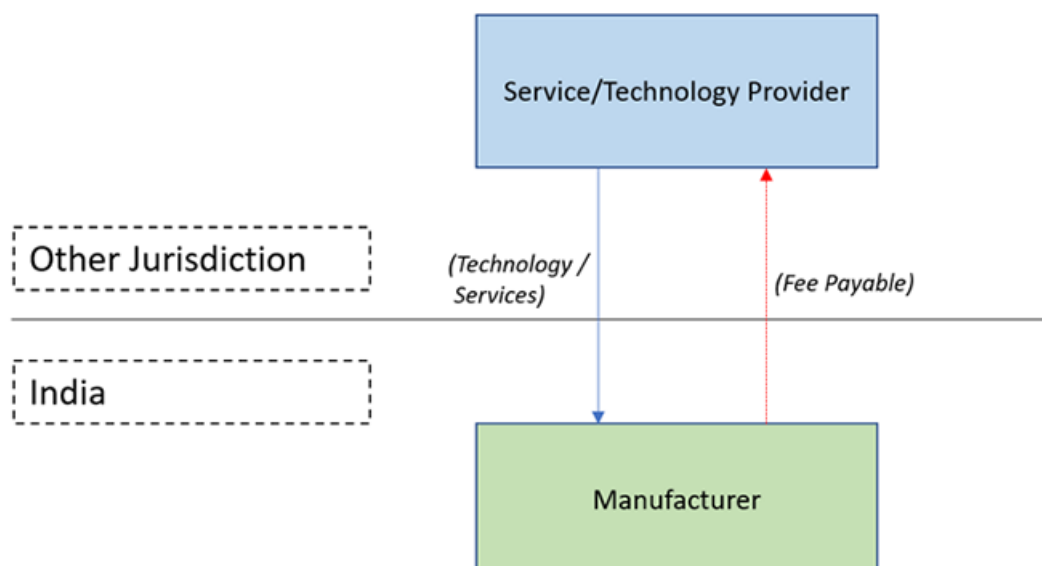 Service/Technology Provider
Other Jurisdiction
(Technology /
Services)
(Fee Payable)
India
Manufacturer